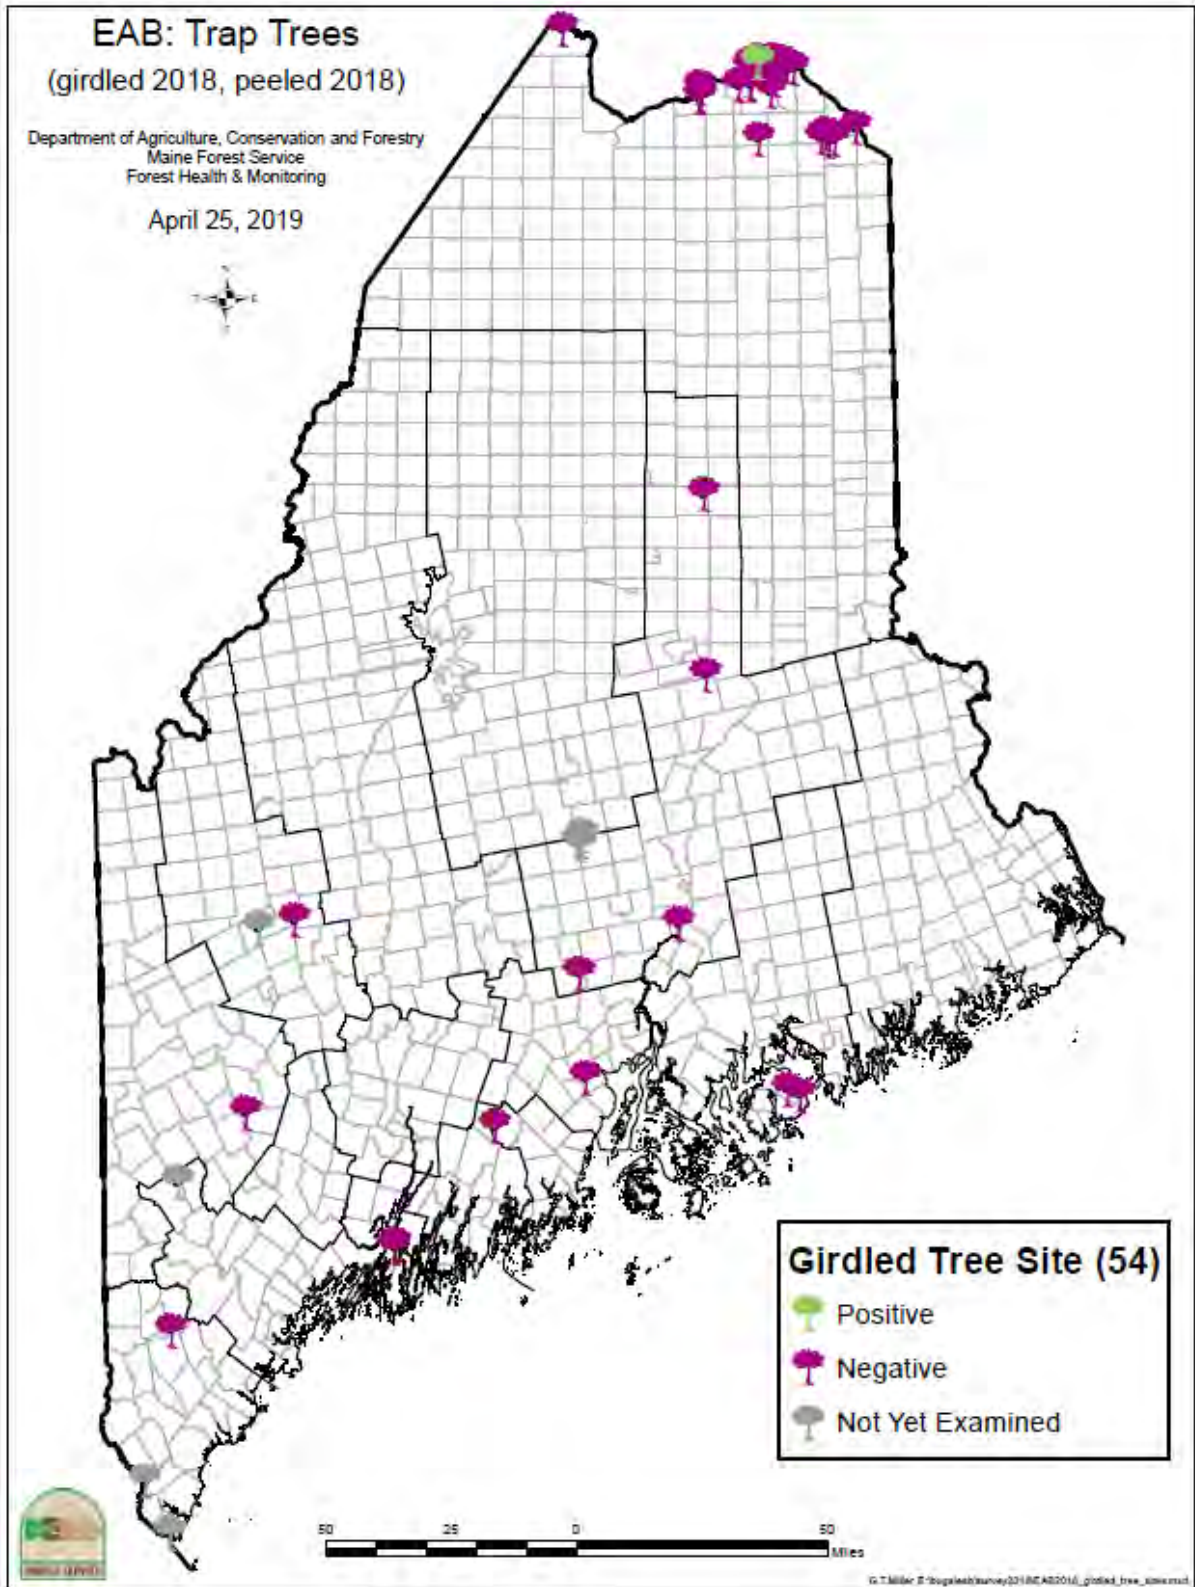 EAB: Trap Trees
(girdled 2018, peeled 2018)
Department of Agriculture, Conservation and Forestry
Maine Forest Service
Forest Health & Monitoring
April 25, 2019
Girdled Tree Site (54)
Positive
Negative
Not Yet Examined
50 25 0 50
Miles